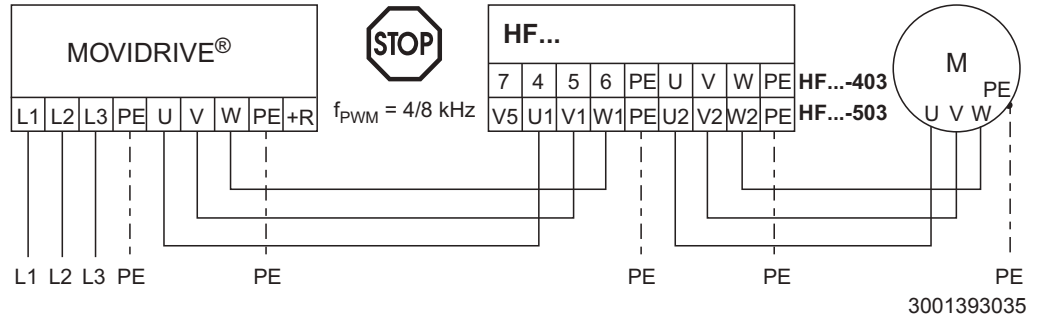 MOVIDRIVE®
STOP
HF...
7 4 5 6 PE U V W PE HF...-403
L1 L2 L3 PE U V W PE +R
fPWM = 4/8 kHz
V5 U1 V1 W1 PE U2 V2 W2 PE HF...-503
M
PE
U V W
L1 L2 L3 PE PE PE PE PE
3001393035